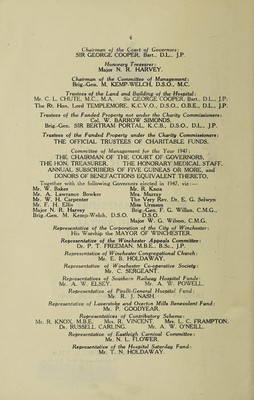 4
Chairman of the Court of Governors:
SIR GEORGE COOPER, Bart., D.L., J.P.
Honorary Treasurer:
Major N. R. HARVEY.
Chairman of the Committee of Management:
Brig.-Gen. M. KEMP-WELCH, D.S.O., M.C.
Trustees of the Land and Building of the Hospital:
Mr. C. L. CHUTE, M.C., M.A. Sir GEORGE COOPER, Bart., D.L., J.P.
The Rt. Hon. Lord TEMPLEMORE, K.C.V.O., D.S.O., O.B.E., D.L., J.P.
Trustees of the Funded Property not under the Charity Commissioners:
Col. W. BARROW SIMONDS.
Brig.-Gen. SIR BERTRAM PORTAL, K.C.B., D.S.O., D.L., J.P.
Trustees of the Funded Property under the Charity Commissioners:
THE OFFICIAL TRUSTEES OF CHARITABLE FUNDS.
Committee of Management for the Year 1947:
THE CHAIRMAN OF THE COURT OF GOVERNORS,
THE HON. TREASURER. THE HONORARY MEDICAL STAFF.
ANNUAL SUBSCRIBERS OF FIVE GUINEAS OR MORE, and
DONORS OF BENEFACTIONS EQUIVALENT THERETO.
Together with the following Governors elected in 1947, viz:—
Mr. W. Baker Mr. R. Knox
Mr. A. Lawrence Bowker Mrs. Murray
Mr. W. H. Carpenter The Very Rev. Dr. E. G. Selwyn
Mr. F. H. Ellis Miss Urmson
Major N. R. Harvey Brig.-Gen. F. G. Willan, C.M.G.,
Brig.-Gen. M. Kemp-Welch, D.S.O. D.S.O.
Major W. G. Wilson, C.M.G.
Representative of the Corporation of the City of Winchester:
His Worship the MAYOR OF WINCHESTER.
Representative of the Winchester Appeals Committee:
Dr. P. T. FREEMAN, M.B.E., B.S., J.P.
Representative of Winchester Congregational Church:
Mr. E. B. HOLDAWAY.
Representative of Winchester Co-operative Society:
Mr. C. SERGEANT.
Representatives of Southern Railway Hospital Funds:
Mr. A. W. ELSEY. Mr. A. W. POWELL.
Representative of Pirelli-General Hospital Fund:
Mr. R. J. NASH.
Representative of Laverstoke and Overton Mills Benevolent Fund:
Mr. P. GOODYEAR.
Representatives of Contributory Scheme:
Mr. R. KNOX, M.B.E. Mrs. R. VINCENT. Mrs. L. C. FRAMPTON.
Dr. RUSSELL CARLING. Mr. A. W. O'NEILL.
Representative of Eastleigh Carnival Committee:
Mr. N. L. FLOWER.
Representative of the Hospital Saturday Fund:
Mr. T. N. HOLDAWAY.